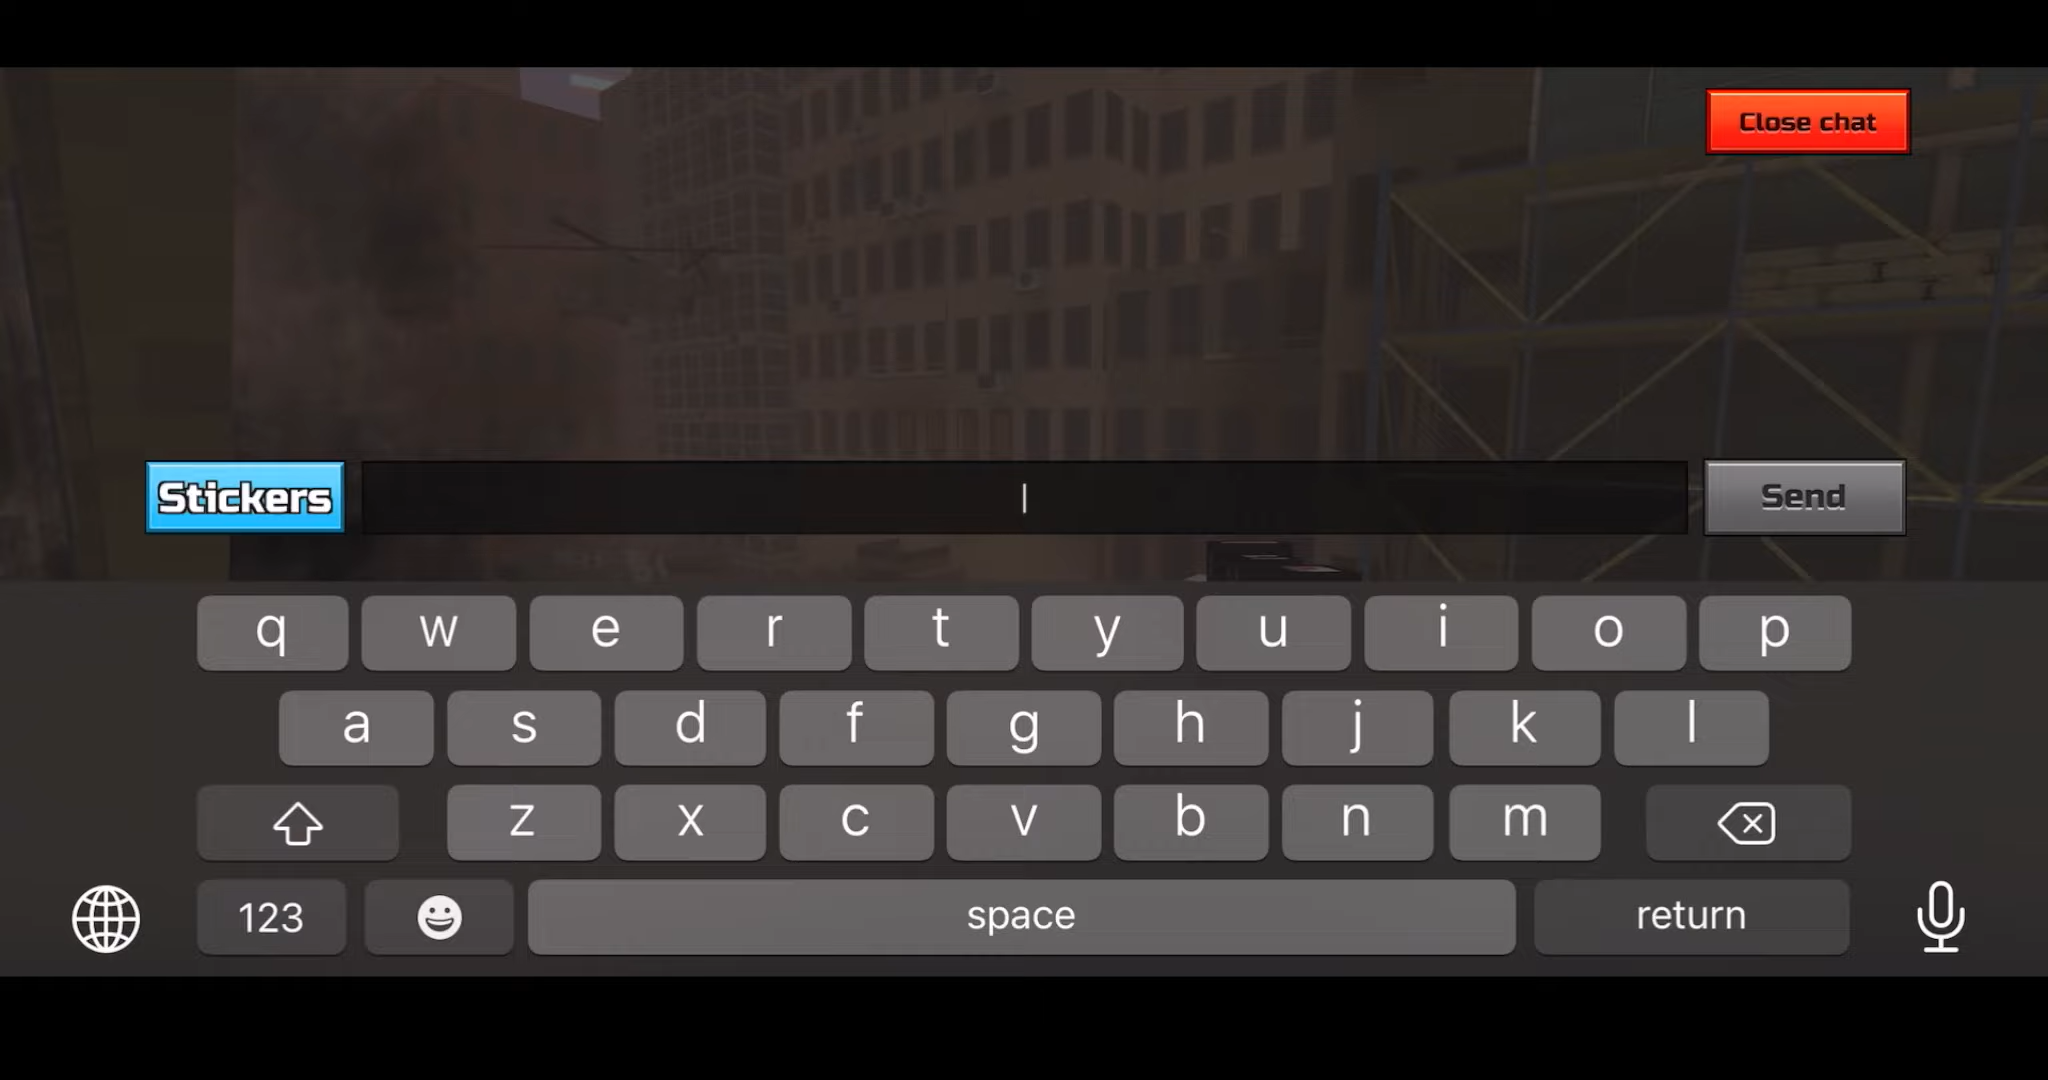 Close chat
Stickers
Send
q w e r t y u i o p
a s d f g h j k l
z x c v b n m
123 space return